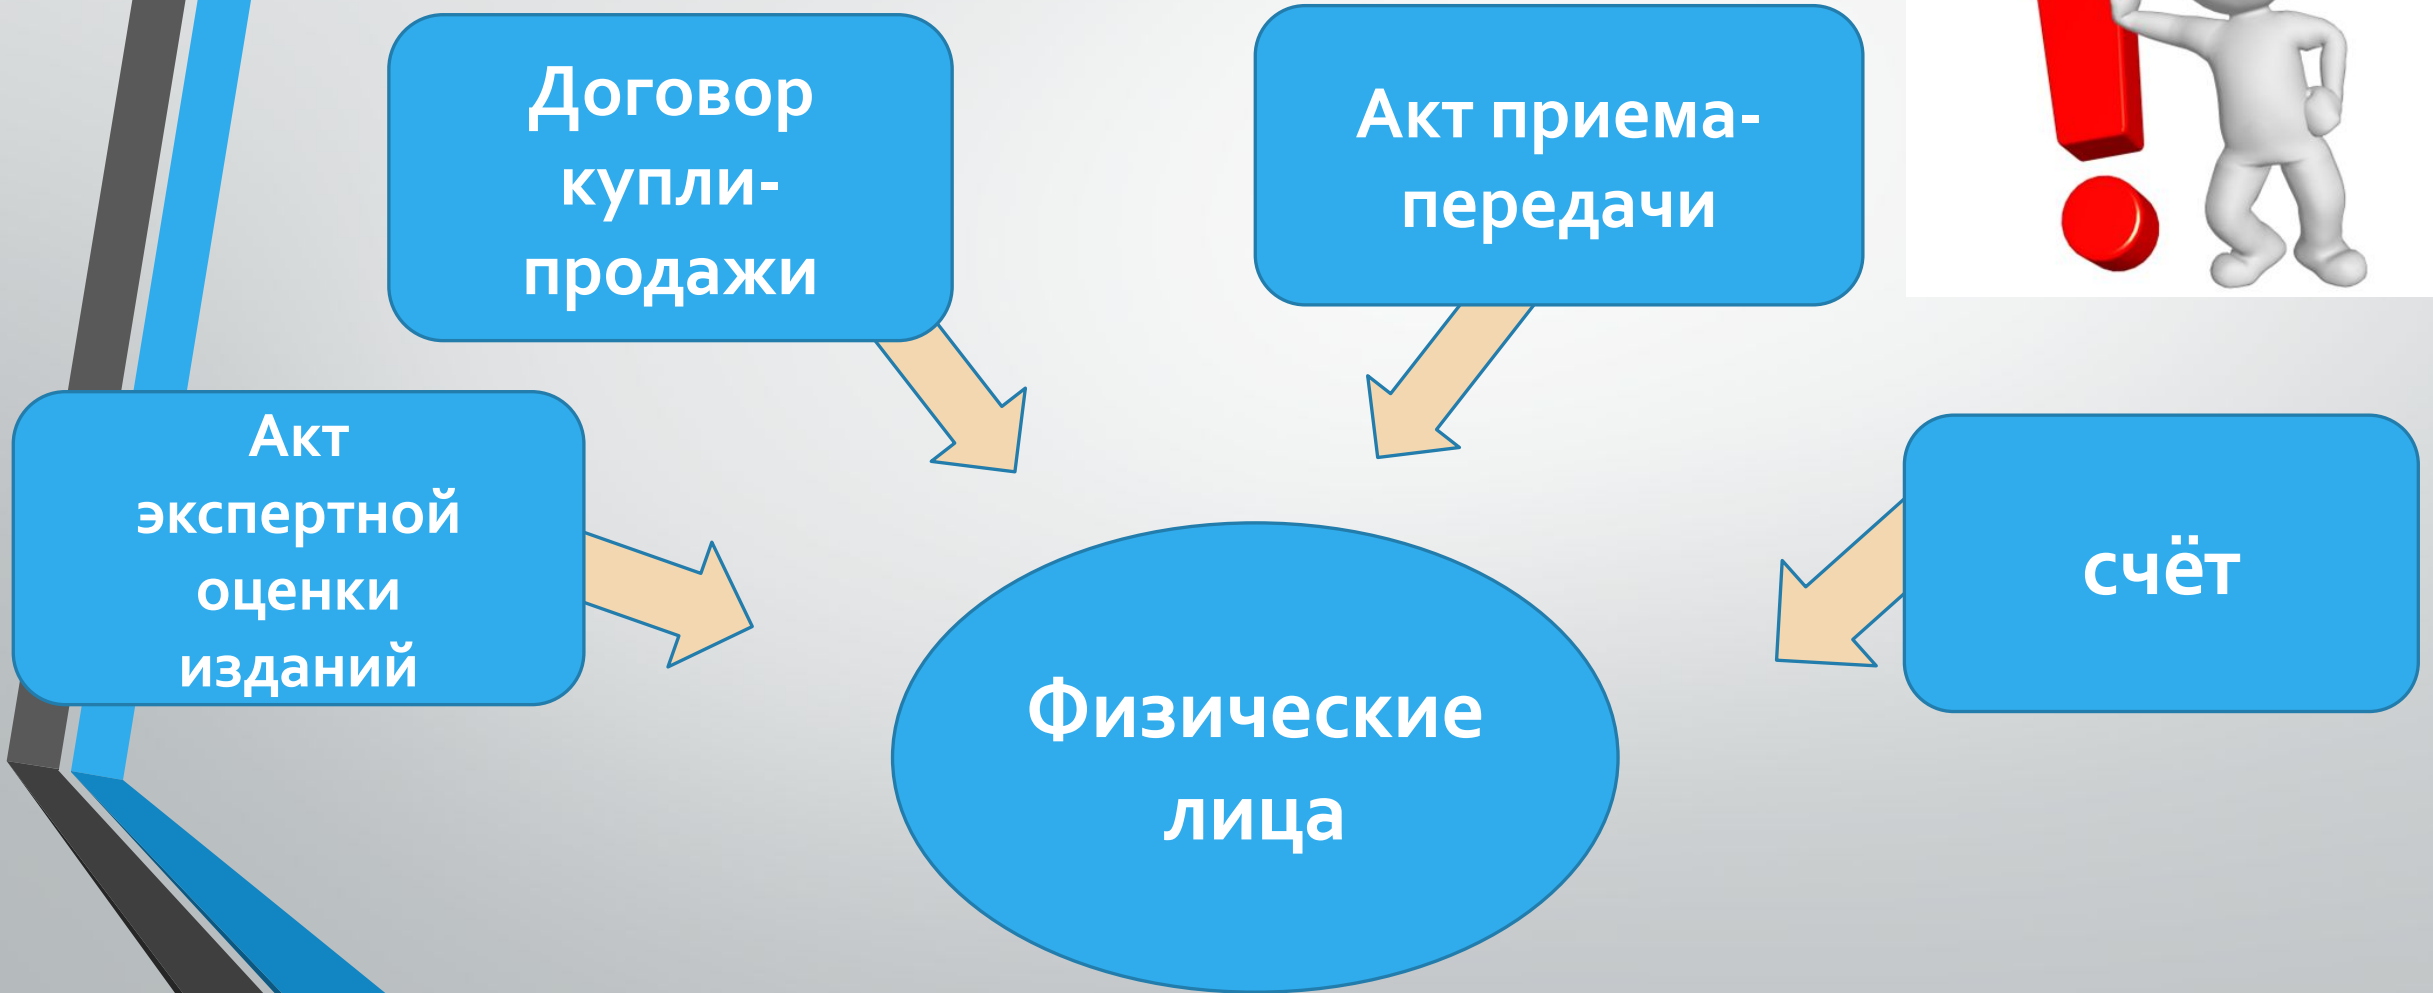 Договор
купли-
продажи
Акт приема-
передачи
Акт
экспертной
оценки
изданий
счёт
Физические
лица